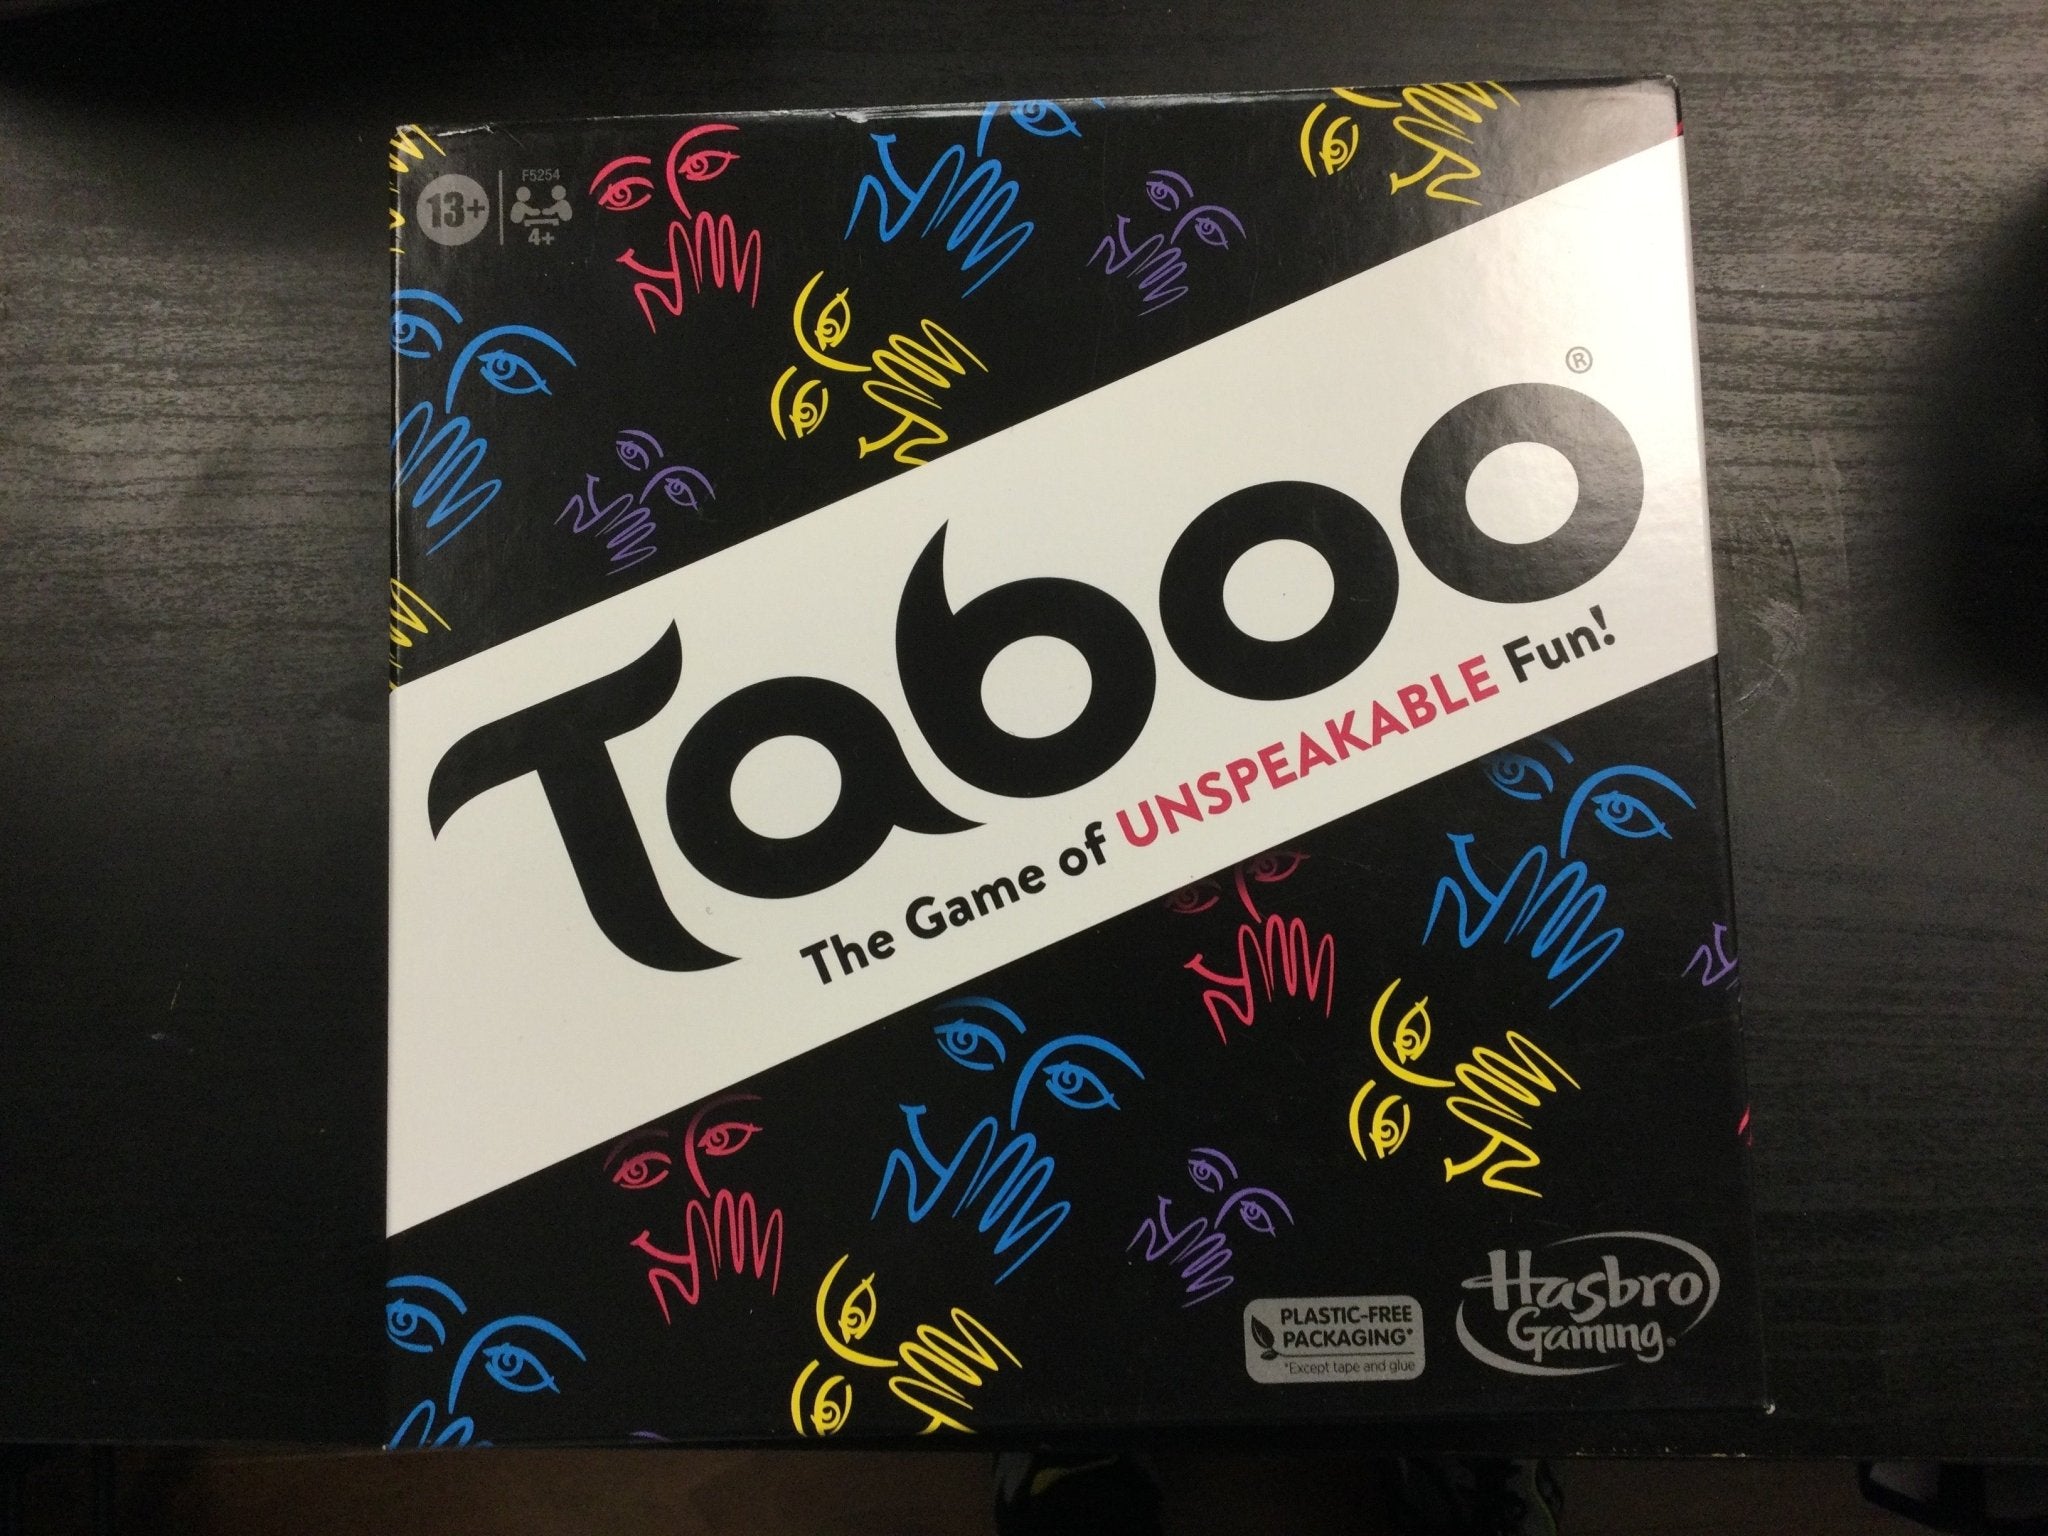 13+
F5254
4+
Taboo®
The Game of UNSPEAKABLE Fun!
PLASTIC-FREE
PACKAGING*
*Except tape and glue
Hasbro
Gaming